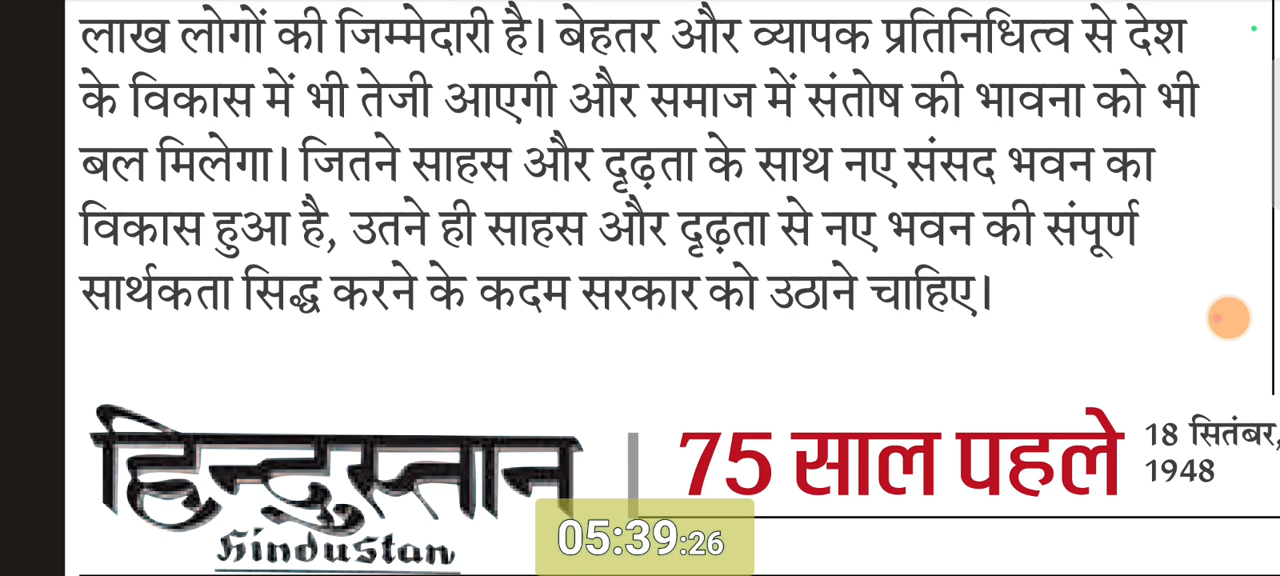 लाख लोगों की जिम्मेदारी है। बेहतर और व्यापक प्रतिनिधित्व से देश
के विकास में भी तेजी आएगी और समाज में संतोष की भावना को भी
बल मिलेगा। जितने साहस और दृढ़ता के साथ नए संसद भवन का
विकास हुआ है, उतने ही साहस और दृढ़ता से नए भवन की संपूर्ण
सार्थकता सिद्ध करने के कदम सरकार को उठाने चाहिए।
हिन्दुस्तान
Hindustan
75 साल पहले
18 सितंबर,
1948
05:39:26